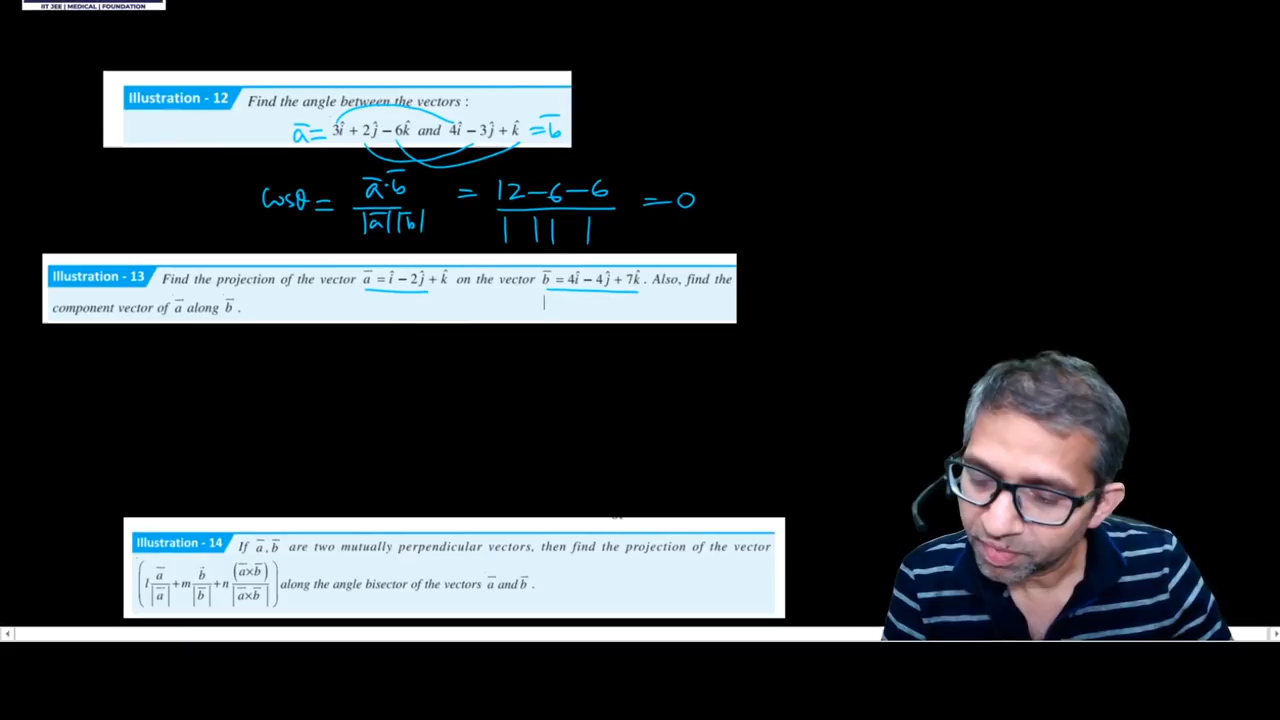 IIT JEE | MEDICAL | FOUNDATION
Illustration - 12 Find the angle between the vectors :
a̅ = 3î + 2ĵ − 6k̂ and 4î − 3ĵ + k̂ = b̅
cosθ = a̅·b̅ / |a̅||b̅| = 12−6−6 / | || | = 0
Illustration - 13 Find the projection of the vector a̅ = î − 2ĵ + k̂ on the vector b̅ = 4î − 4ĵ + 7k̂ . Also, find the
component vector of a̅ along b̅ .
Illustration - 14 If a̅ , b̅ are two mutually perpendicular vectors, then find the projection of the vector
( l a̅/|a̅| + m b̅/|b̅| + n (a̅×b̅)/|a̅×b̅| ) along the angle bisector of the vectors a̅ and b̅ .